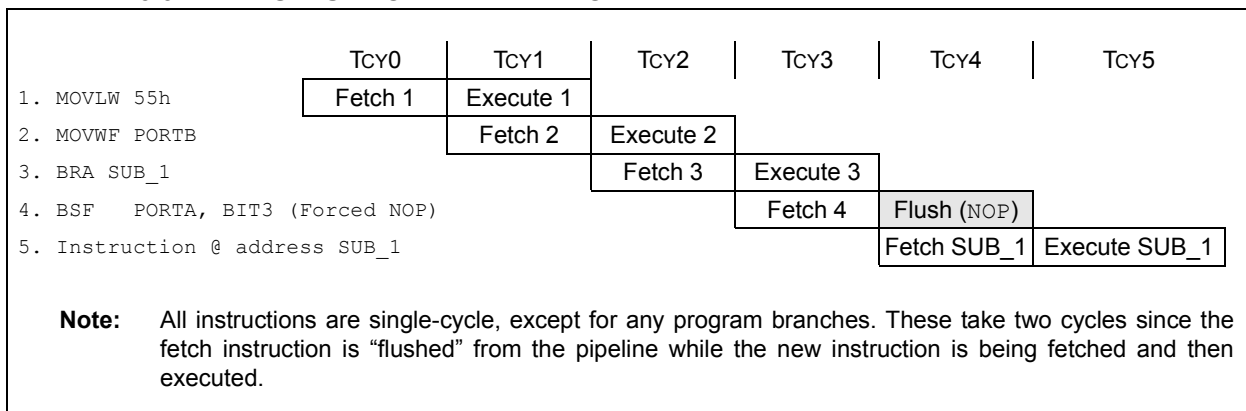 TCY0 TCY1 TCY2 TCY3 TCY4 TCY5
1. MOVLW 55h Fetch 1 Execute 1
2. MOVWF PORTB Fetch 2 Execute 2
3. BRA SUB_1 Fetch 3 Execute 3
4. BSF PORTA, BIT3 (Forced NOP) Fetch 4 Flush (NOP)
5. Instruction @ address SUB_1 Fetch SUB_1 Execute SUB_1
Note: All instructions are single-cycle, except for any program branches. These take two cycles since the
fetch instruction is “flushed” from the pipeline while the new instruction is being fetched and then
executed.